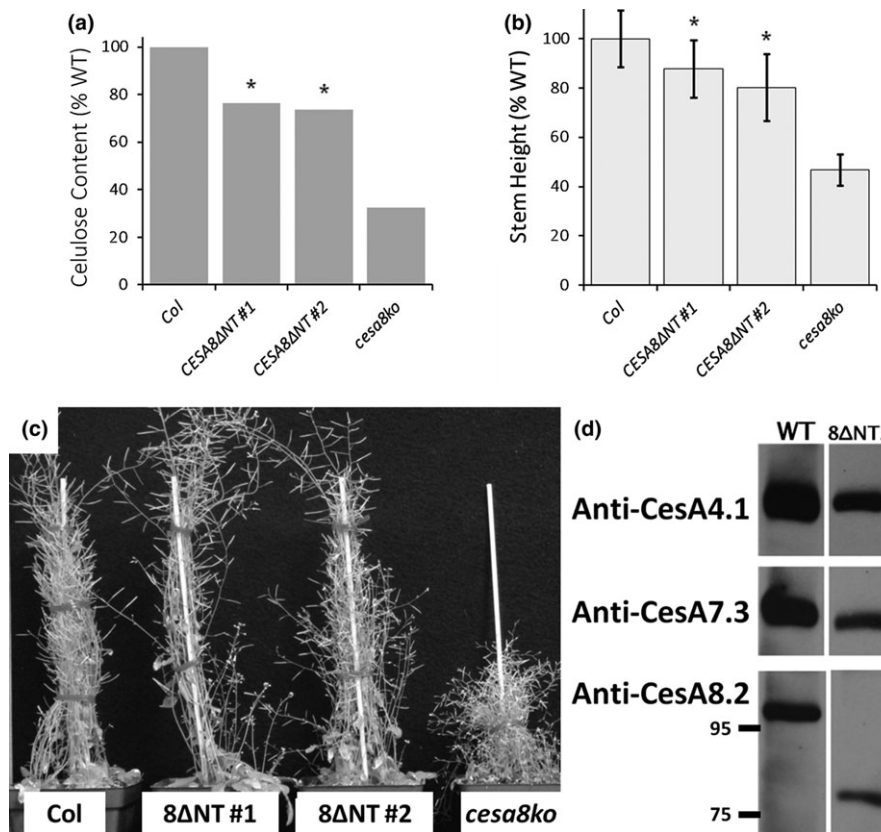 (a)
Celulose Content (% WT)
100
80
60
40
20
0
*
*
Col
CESA8ΔNT #1
CESA8ΔNT #2
cesa8ko
(b)
Stem Height (% WT)
100
80
60
40
20
0
*
*
Col
CESA8ΔNT #1
CESA8ΔNT #2
cesa8ko
(c)
Col
8ΔNT #1
8ΔNT #2
cesa8ko
(d)
WT 8ΔNT.
Anti-CesA4.1
Anti-CesA7.3
Anti-CesA8.2
95
75